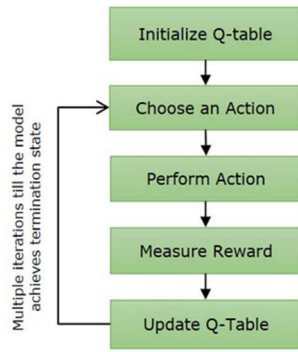 Initialize Q-table
Choose an Action
Perform Action
Measure Reward
Update Q-Table
Multiple iterations till the model
achieves termination state